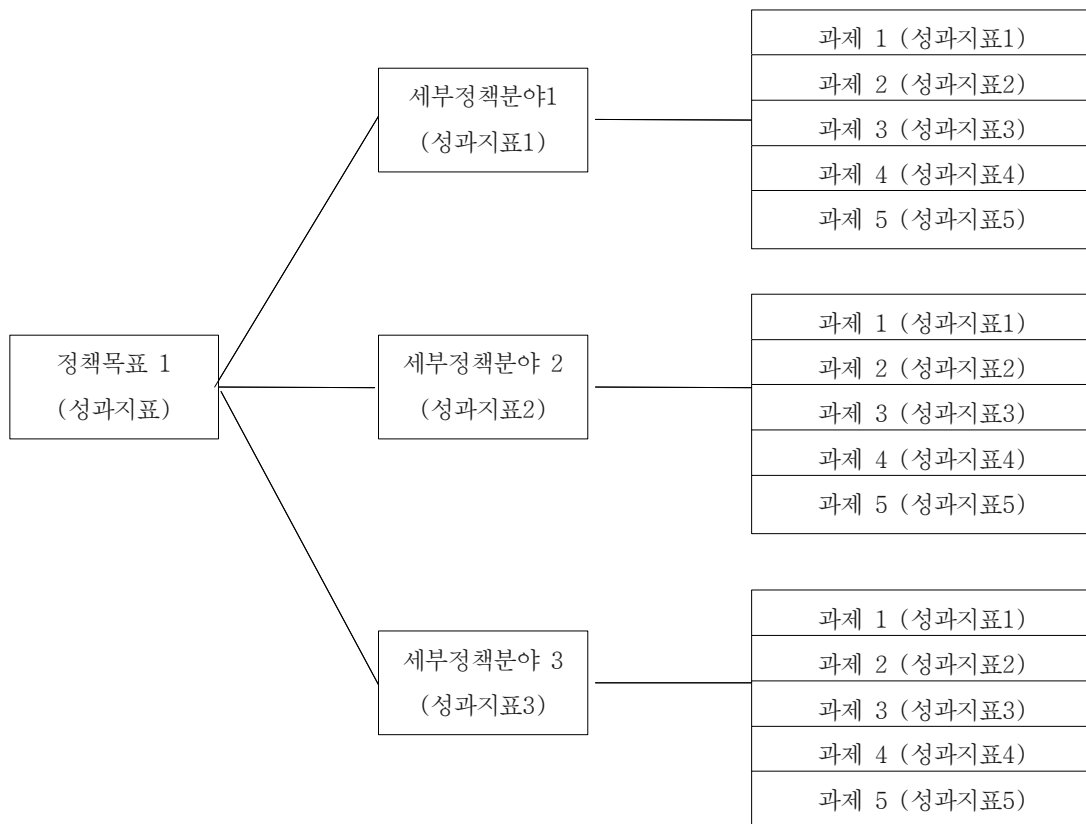 정책목표 1
(성과지표)
세부정책분야1
(성과지표1)
과제 1 (성과지표1)
과제 2 (성과지표2)
과제 3 (성과지표3)
과제 4 (성과지표4)
과제 5 (성과지표5)
세부정책분야 2
(성과지표2)
과제 1 (성과지표1)
과제 2 (성과지표2)
과제 3 (성과지표3)
과제 4 (성과지표4)
과제 5 (성과지표5)
세부정책분야 3
(성과지표3)
과제 1 (성과지표1)
과제 2 (성과지표2)
과제 3 (성과지표3)
과제 4 (성과지표4)
과제 5 (성과지표5)